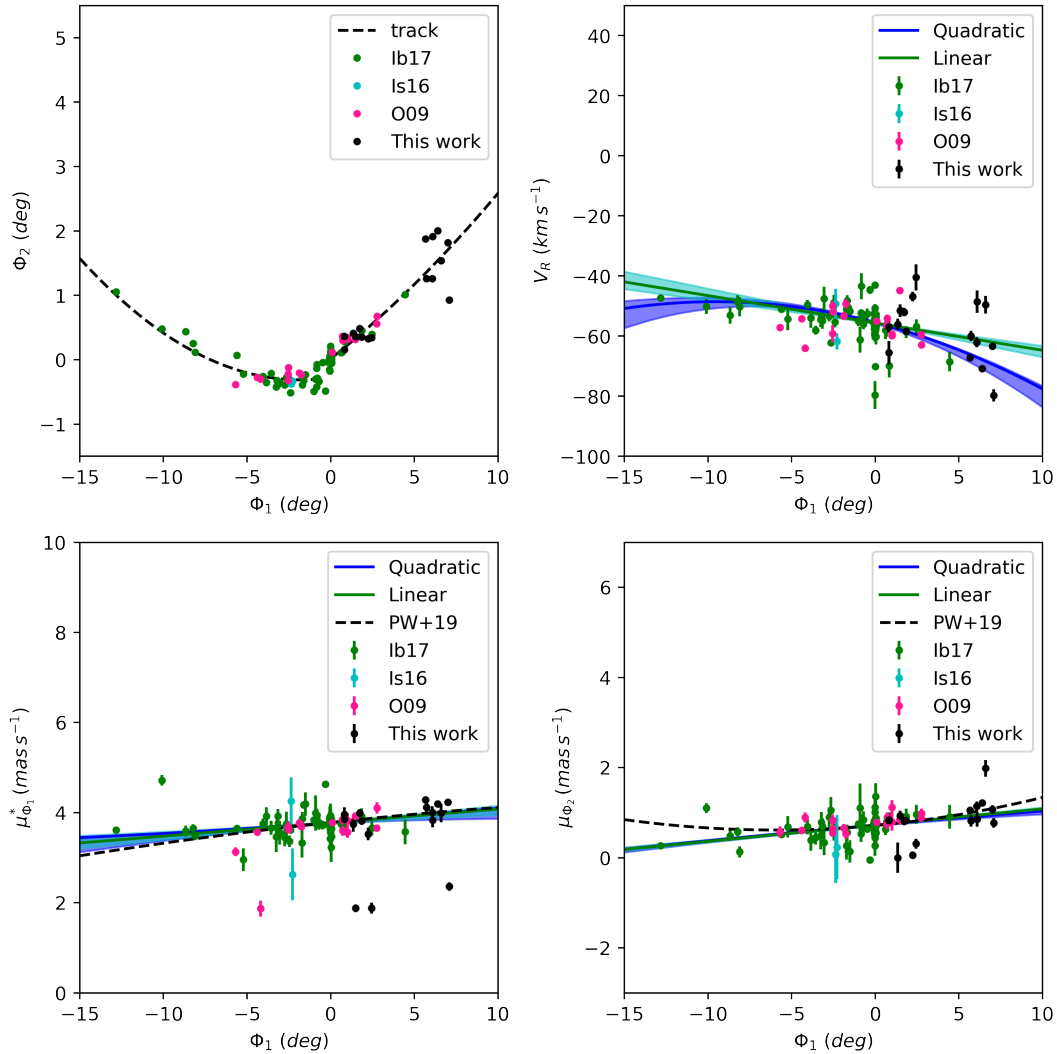 5
4
3
2
1
0
−1
Φ2 (deg)
track
Ib17
Is16
O09
This work
−15 −10 −5 0 5 10
Φ1 (deg)
40
20
0
−20
−40
−60
−80
−100
V_R (km s^−1)
Quadratic
Linear
Ib17
Is16
O09
This work
−15 −10 −5 0 5 10
Φ1 (deg)
10
8
6
4
2
0
μ*_Φ1 (mas s^−1)
Quadratic
Linear
PW+19
Ib17
Is16
O09
This work
−15 −10 −5 0 5 10
Φ1 (deg)
6
4
2
0
−2
μ_Φ2 (mas s^−1)
Quadratic
Linear
PW+19
Ib17
Is16
O09
This work
−15 −10 −5 0 5 10
Φ1 (deg)